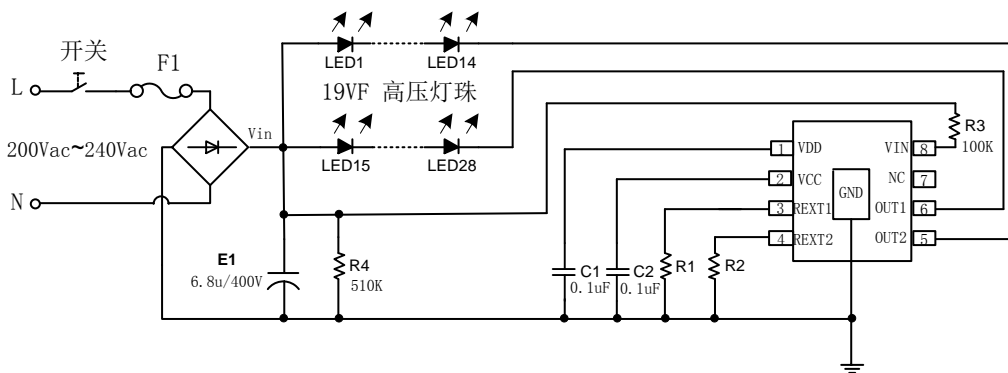 开关
F1
L
200Vac~240Vac
N
Vin
LED1
LED14
19VF 高压灯珠
LED15
LED28
E1
6.8u/400V
R4
510K
C1
0.1uF
C2
0.1uF
R1
R2
R3
100K
1 VDD
2 VCC
3 REXT1
4 REXT2
GND
VIN 8
NC 7
OUT1 6
OUT2 5